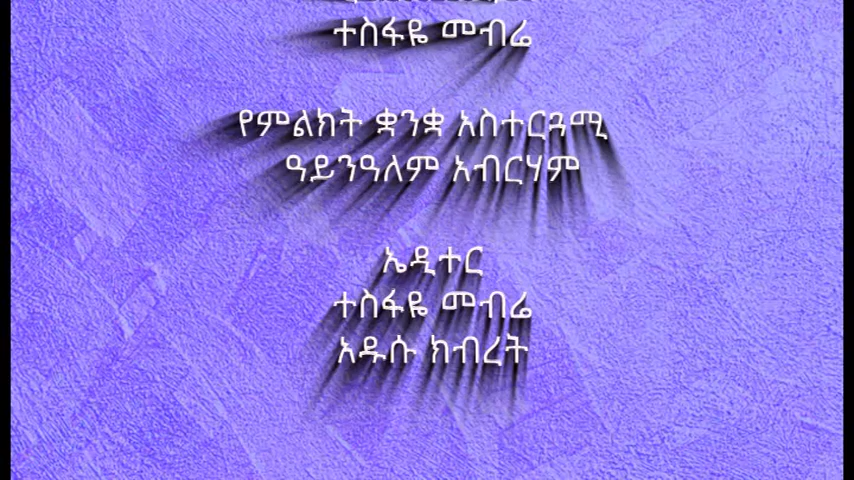 ተስፋዬ መብሬ
የምልክት ቋንቋ አስተርጓሚ
ዓይንዓለም አብርሃም
ኤዲተር
ተስፋዬ መብሬ
አዱሱ ክብረት